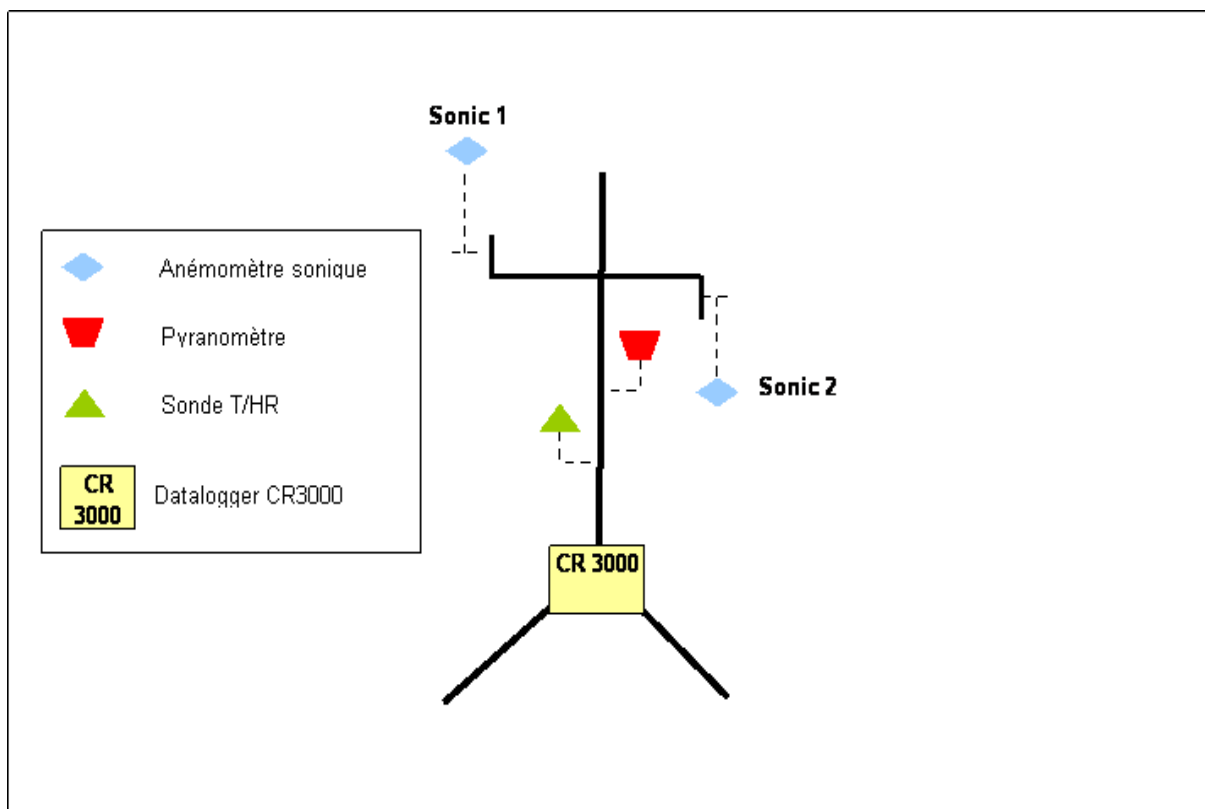 Sonic 1
Anémomètre sonique
Pyranomètre
Sonde T/HR
CR
3000
Datalogger CR3000
Sonic 2
CR 3000